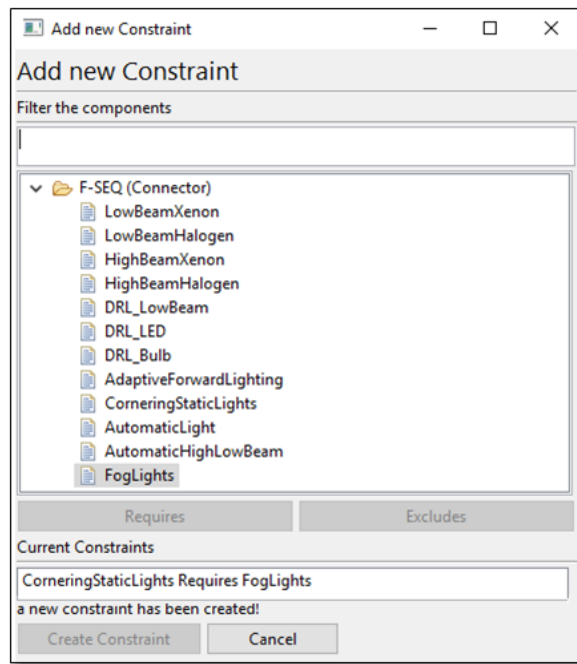 Add new Constraint
Add new Constraint
Filter the components
F-SEQ (Connector)
LowBeamXenon
LowBeamHalogen
HighBeamXenon
HighBeamHalogen
DRL_LowBeam
DRL_LED
DRL_Bulb
AdaptiveForwardLighting
CorneringStaticLights
AutomaticLight
AutomaticHighLowBeam
FogLights
Requires Excludes
Current Constraints
CorneringStaticLights Requires FogLights
a new constraint has been created!
Create Constraint Cancel